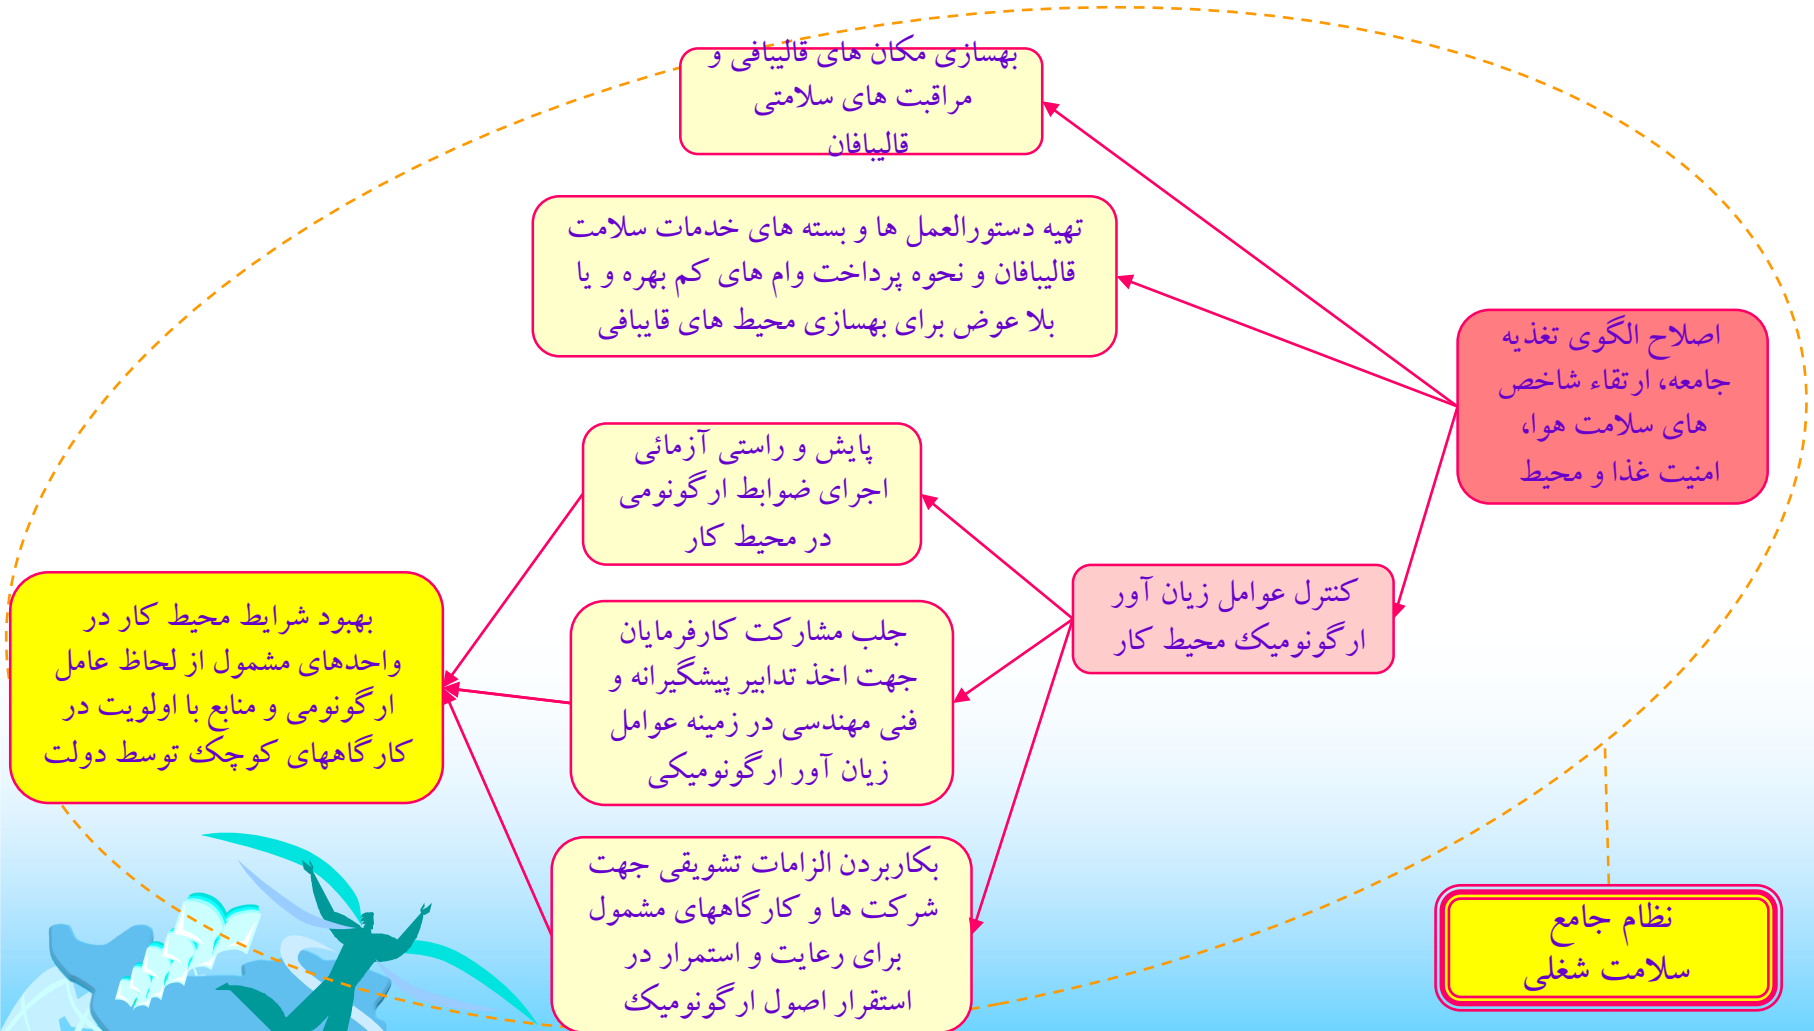 بهسازی مکان های قالیبافی و
مراقبت های سلامتی
قالیبافان
تهیه دستورالعمل ها و بسته های خدمات سلامت
قالیبافان و نحوه پرداخت وام های کم بهره و یا
بلا عوض برای بهسازی محیط های قایبافی
اصلاح الگوی تغذیه
جامعه، ارتقاء شاخص
های سلامت هوا،
امنیت غذا و محیط
پایش و راستی آزمائی
اجرای ضوابط ارگونومی
در محیط کار
کنترل عوامل زیان آور
ارگونومیک محیط کار
جلب مشارکت کارفرمایان
جهت اخذ تدابیر پیشگیرانه و
فنی مهندسی در زمینه عوامل
زیان آور ارگونومیکی
بهبود شرایط محیط کار در
واحدهای مشمول از لحاظ عامل
ارگونومی و منابع با اولویت در
کارگاههای کوچک توسط دولت
بکاربردن الزامات تشویقی جهت
شرکت ها و کارگاههای مشمول
برای رعایت و استمرار در
استقرار اصول ارگونومیک
نظام جامع
سلامت شغلی